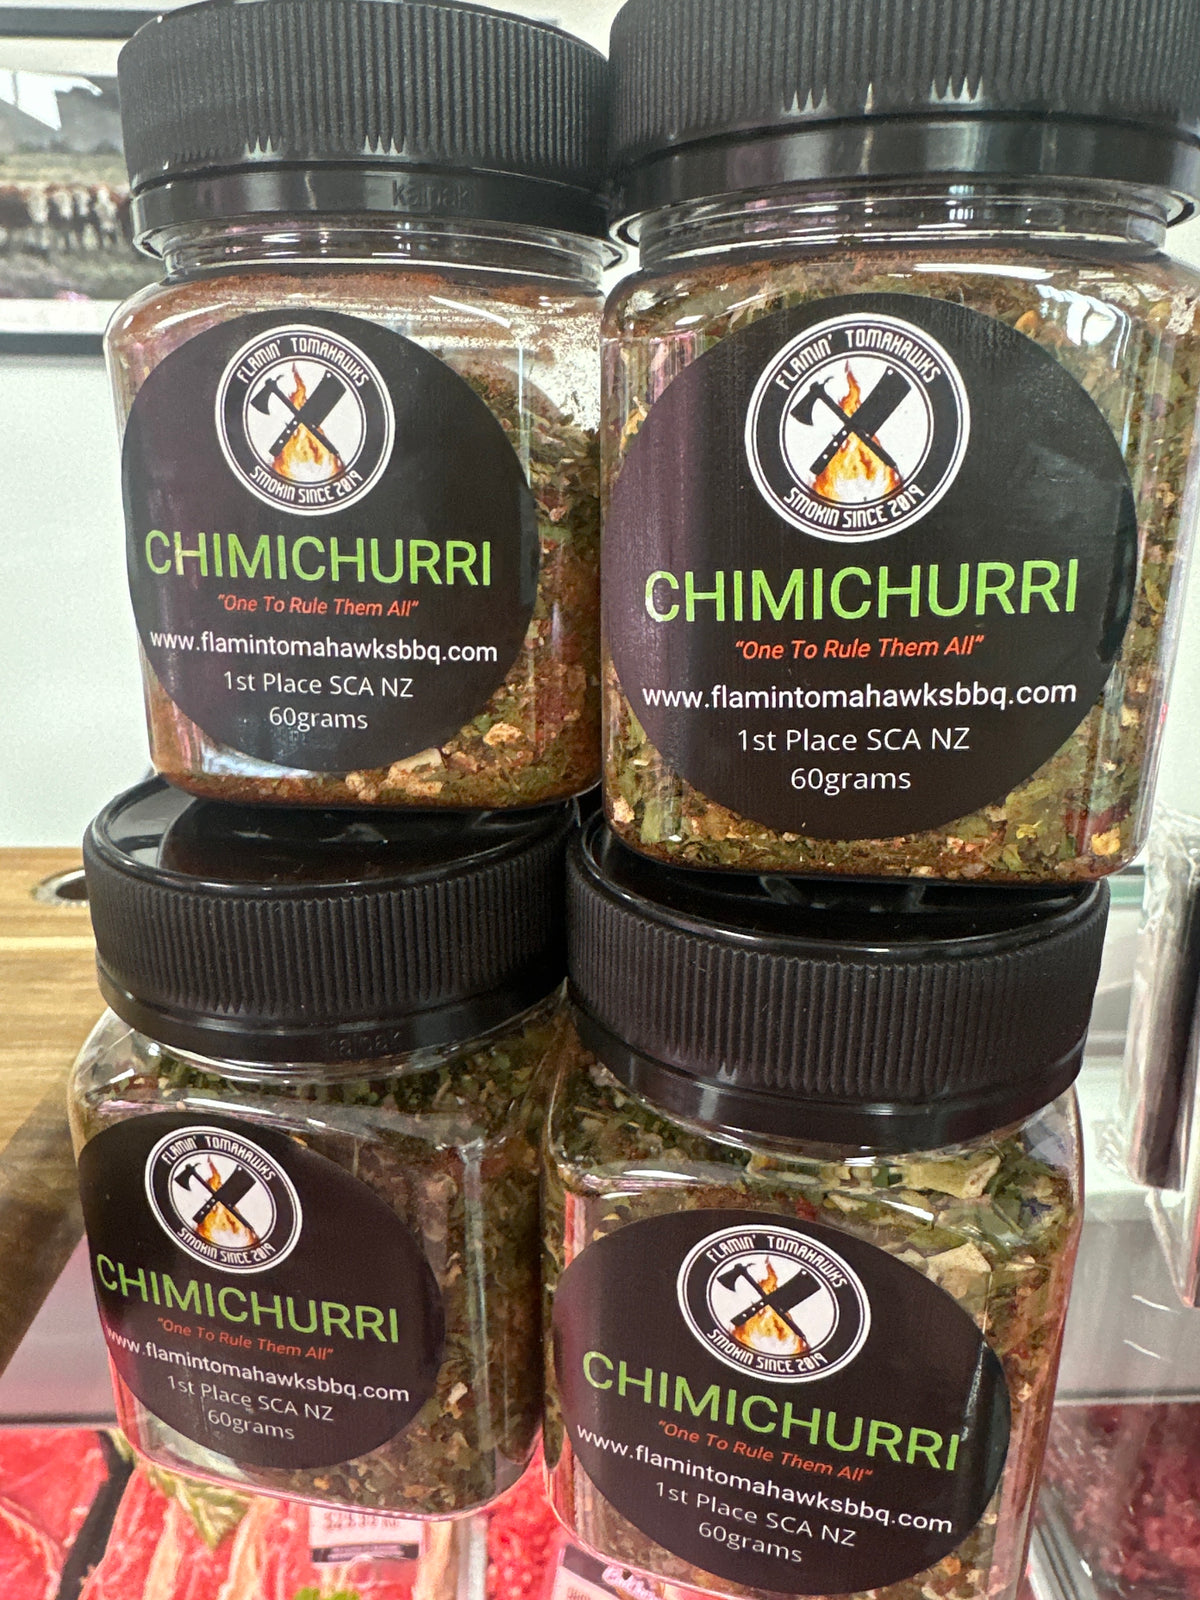 kanak
FLAMIN' TOMAHAWKS
SMOKIN SINCE 2019
CHIMICHURRI
"One To Rule Them All"
www.flamintomahawksbbq.com
1st Place SCA NZ
60grams
FLAMIN' TOMAHAWKS
SMOKIN SINCE 2019
CHIMICHURRI
"One To Rule Them All"
www.flamintomahawksbbq.com
1st Place SCA NZ
60grams
kanak
FLAMIN' TOMAHAWKS
SMOKIN SINCE 2019
CHIMICHURRI
"One To Rule Them All"
www.flamintomahawksbbq.com
1st Place SCA NZ
60grams
FLAMIN' TOMAHAWKS
SMOKIN SINCE 2019
CHIMICHURRI
"One To Rule Them All"
www.flamintomahawksbbq.com
1st Place SCA NZ
60grams